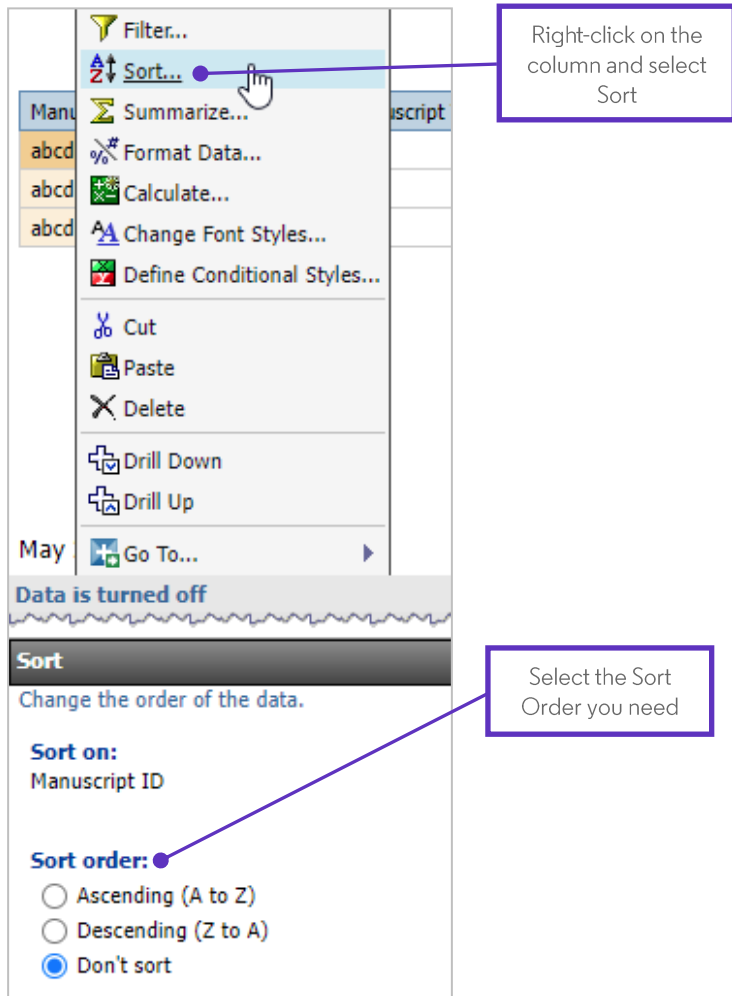 Filter...
Sort...
Right-click on the
column and select
Sort
Manu
Summarize...
uscript
abcd
Format Data...
abcd
Calculate...
abcd
Change Font Styles...
Define Conditional Styles...
Cut
Paste
Delete
Drill Down
Drill Up
May
Go To...
Data is turned off
Sort
Change the order of the data.
Select the Sort
Order you need
Sort on:
Manuscript ID
Sort order:
Ascending (A to Z)
Descending (Z to A)
Don't sort